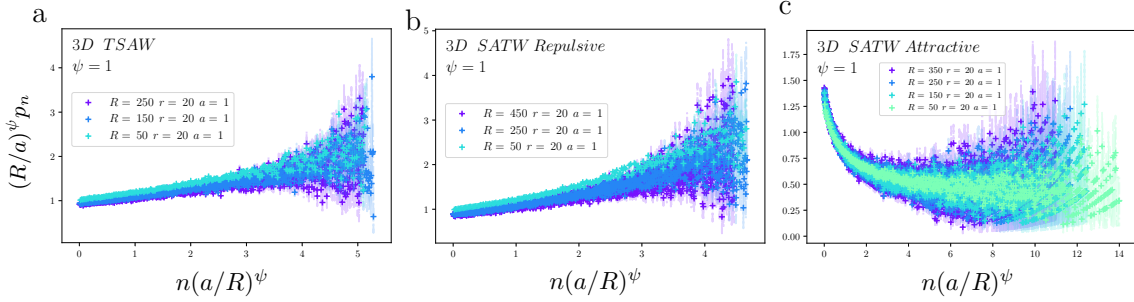 a
3D TSAW
ψ = 1
R = 250 r = 20 a = 1
R = 150 r = 20 a = 1
R = 50 r = 20 a = 1
(R/a)^ψ p_n
4
3
2
1
0 1 2 3 4 5
n(a/R)^ψ
b
3D SATW Repulsive
ψ = 1
R = 450 r = 20 a = 1
R = 250 r = 20 a = 1
R = 50 r = 20 a = 1
5
4
3
2
1
0 1 2 3 4
n(a/R)^ψ
c
3D SATW Attractive
ψ = 1
R = 350 r = 20 a = 1
R = 250 r = 20 a = 1
R = 150 r = 20 a = 1
R = 50 r = 20 a = 1
1.75
1.50
1.25
1.00
0.75
0.50
0.25
0.00
0 2 4 6 8 10 12 14
n(a/R)^ψ